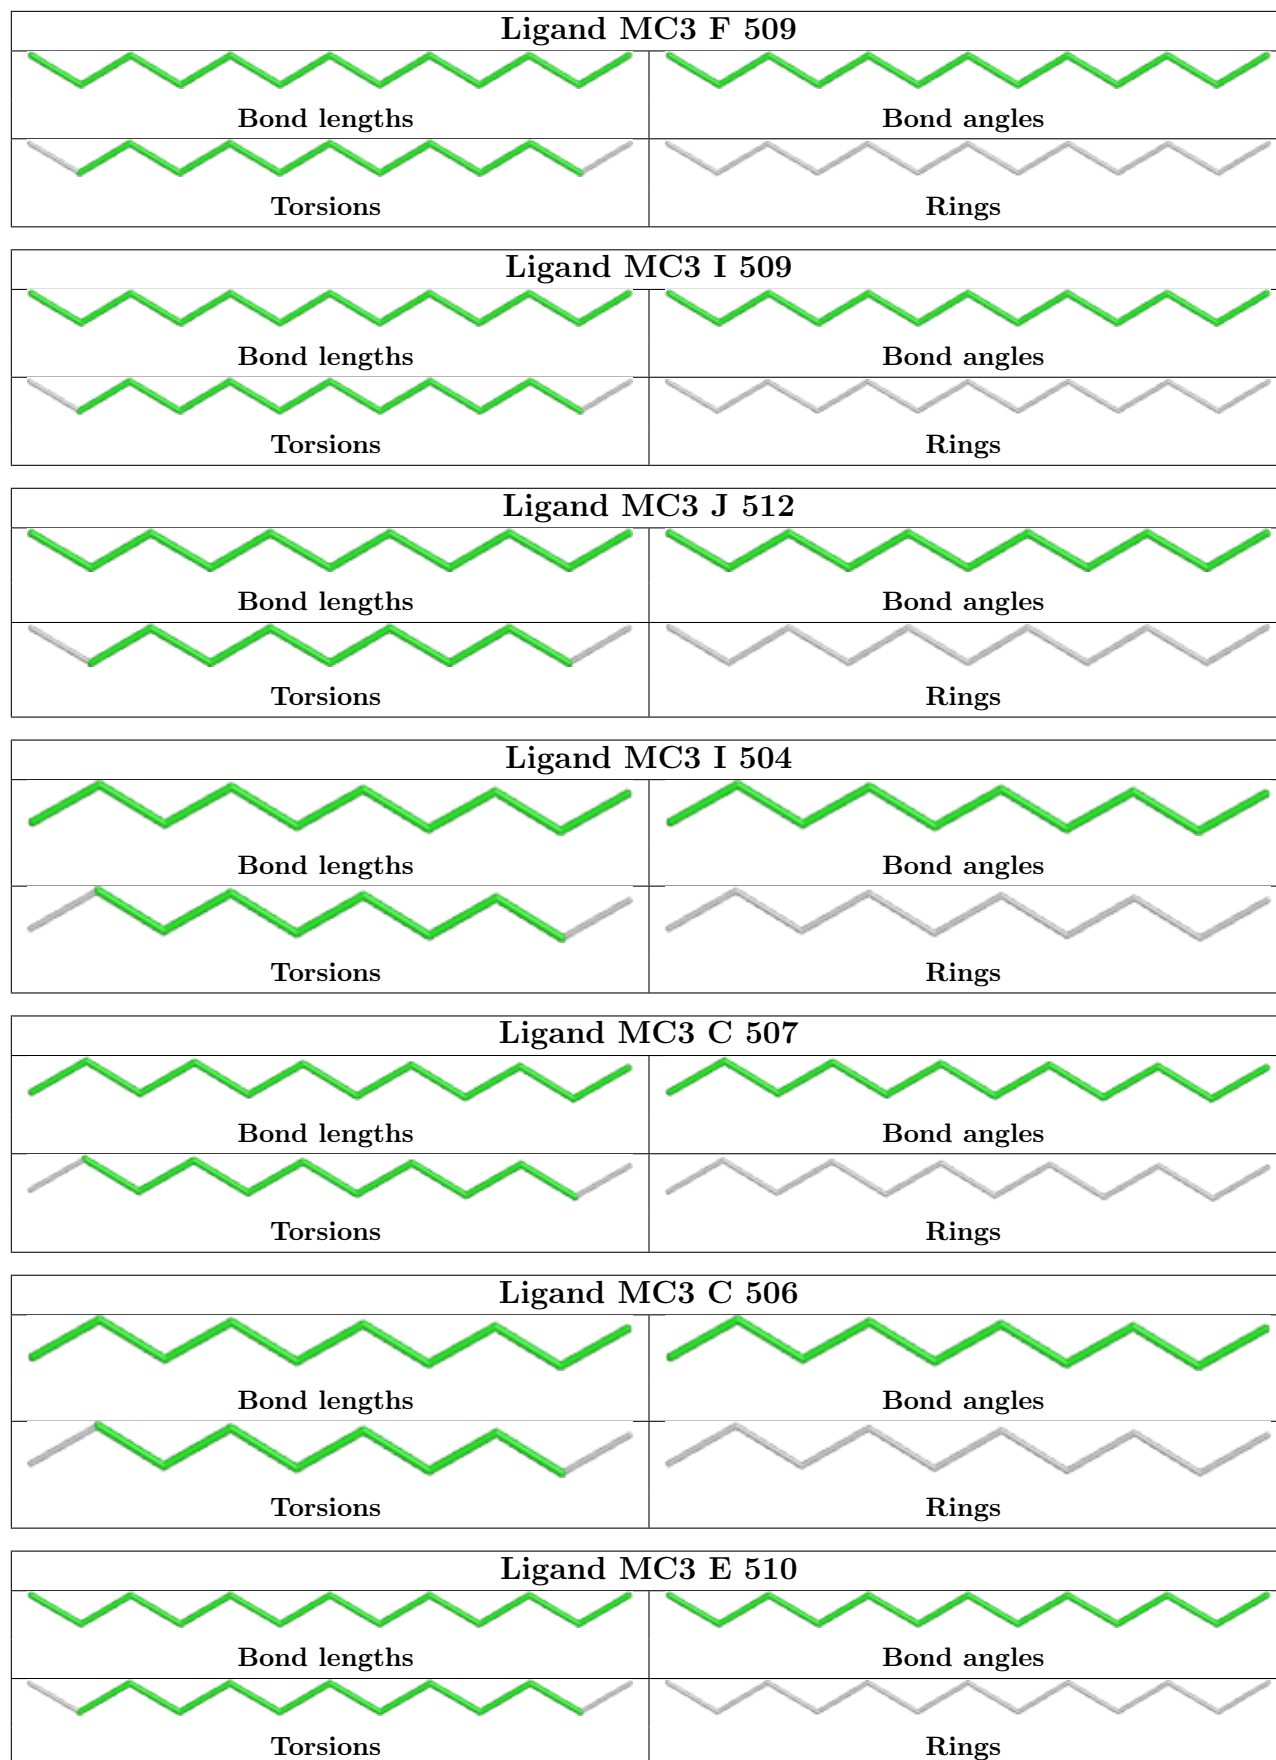 Ligand MC3 F 509
Bond lengths Bond angles
Torsions Rings
Ligand MC3 I 509
Bond lengths Bond angles
Torsions Rings
Ligand MC3 J 512
Bond lengths Bond angles
Torsions Rings
Ligand MC3 I 504
Bond lengths Bond angles
Torsions Rings
Ligand MC3 C 507
Bond lengths Bond angles
Torsions Rings
Ligand MC3 C 506
Bond lengths Bond angles
Torsions Rings
Ligand MC3 E 510
Bond lengths Bond angles
Torsions Rings